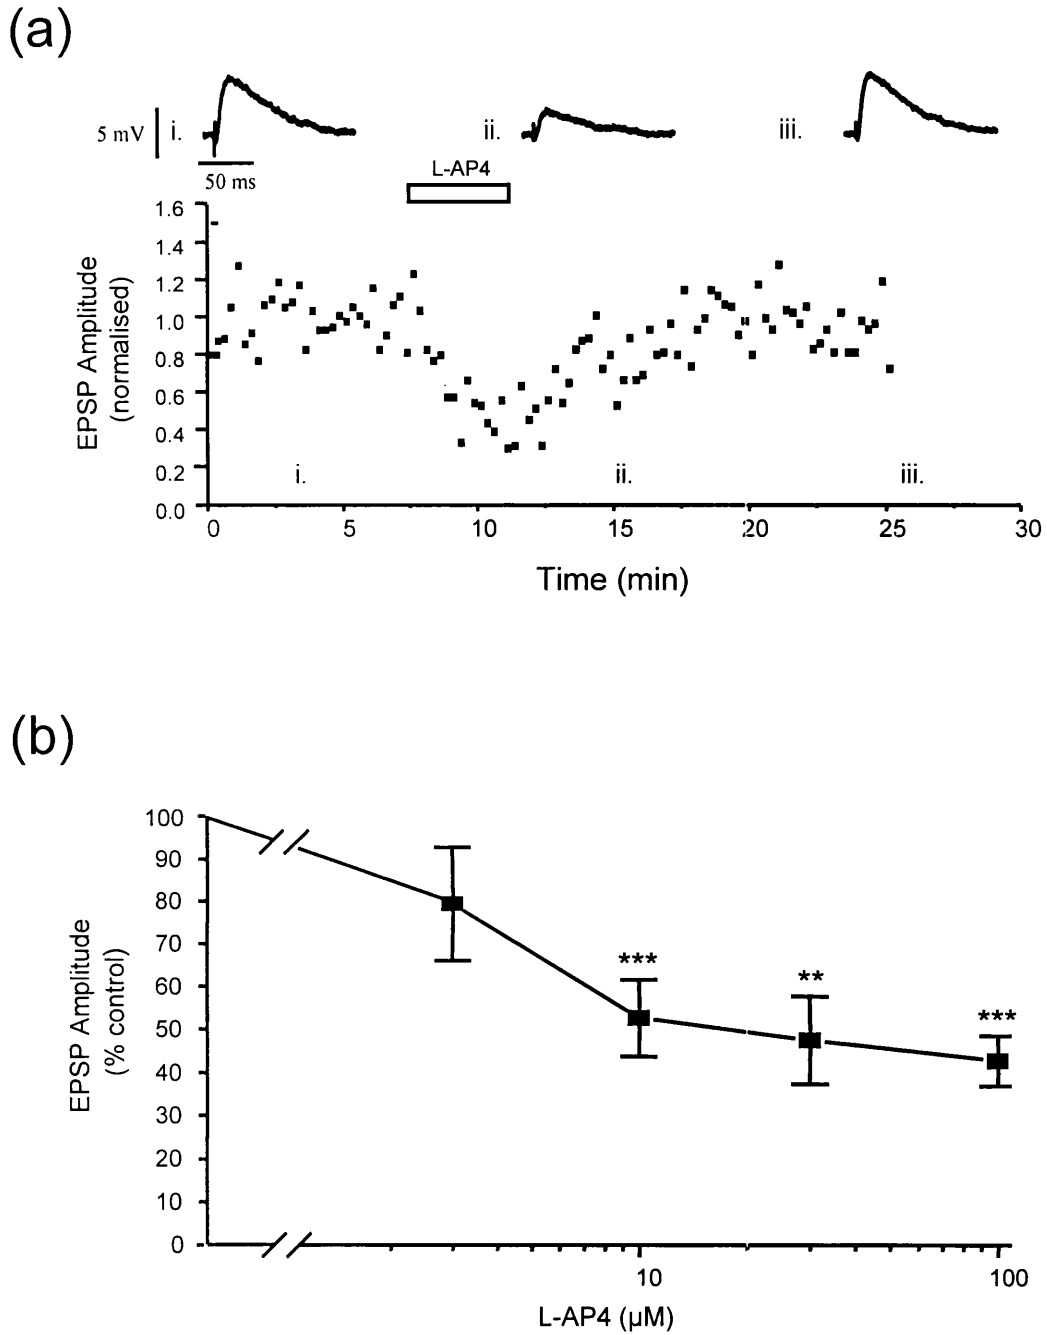 (a)
5 mV
i.
ii.
iii.
50 ms
L-AP4
EPSP Amplitude
(normalised)
1.6
1.4
1.2
1.0
0.8
0.6
0.4
0.2
0.0
i.
ii.
iii.
0
5
10
15
20
25
30
Time (min)
(b)
EPSP Amplitude
(% control)
100
90
80
70
60
50
40
30
20
10
0
***
**
***
10
100
L-AP4 (µM)